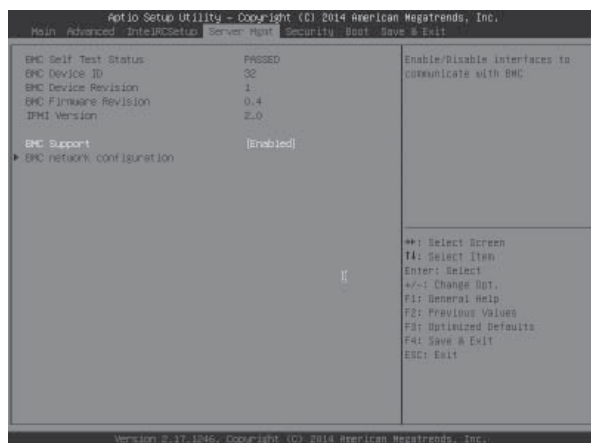 Aptio Setup Utility – Copyright (C) 2014 American Megatrends, Inc.
Main Advanced IntelRCSetup Server Mgmt Security Boot Save & Exit
BMC Self Test Status PASSED
BMC Device ID 32
BMC Device Revision 1
BMC Firmware Revision 0.4
IPMI Version 2.0
BMC Support [Enabled]
BMC network configuration
Enable/Disable interfaces to
communicate with BMC
→←: Select Screen
↑↓: Select Item
Enter: Select
+/-: Change Opt.
F1: General Help
F2: Previous Values
F3: Optimized Defaults
F4: Save & Exit
ESC: Exit
Version 2.17.1246. Copyright (C) 2014 American Megatrends, Inc.